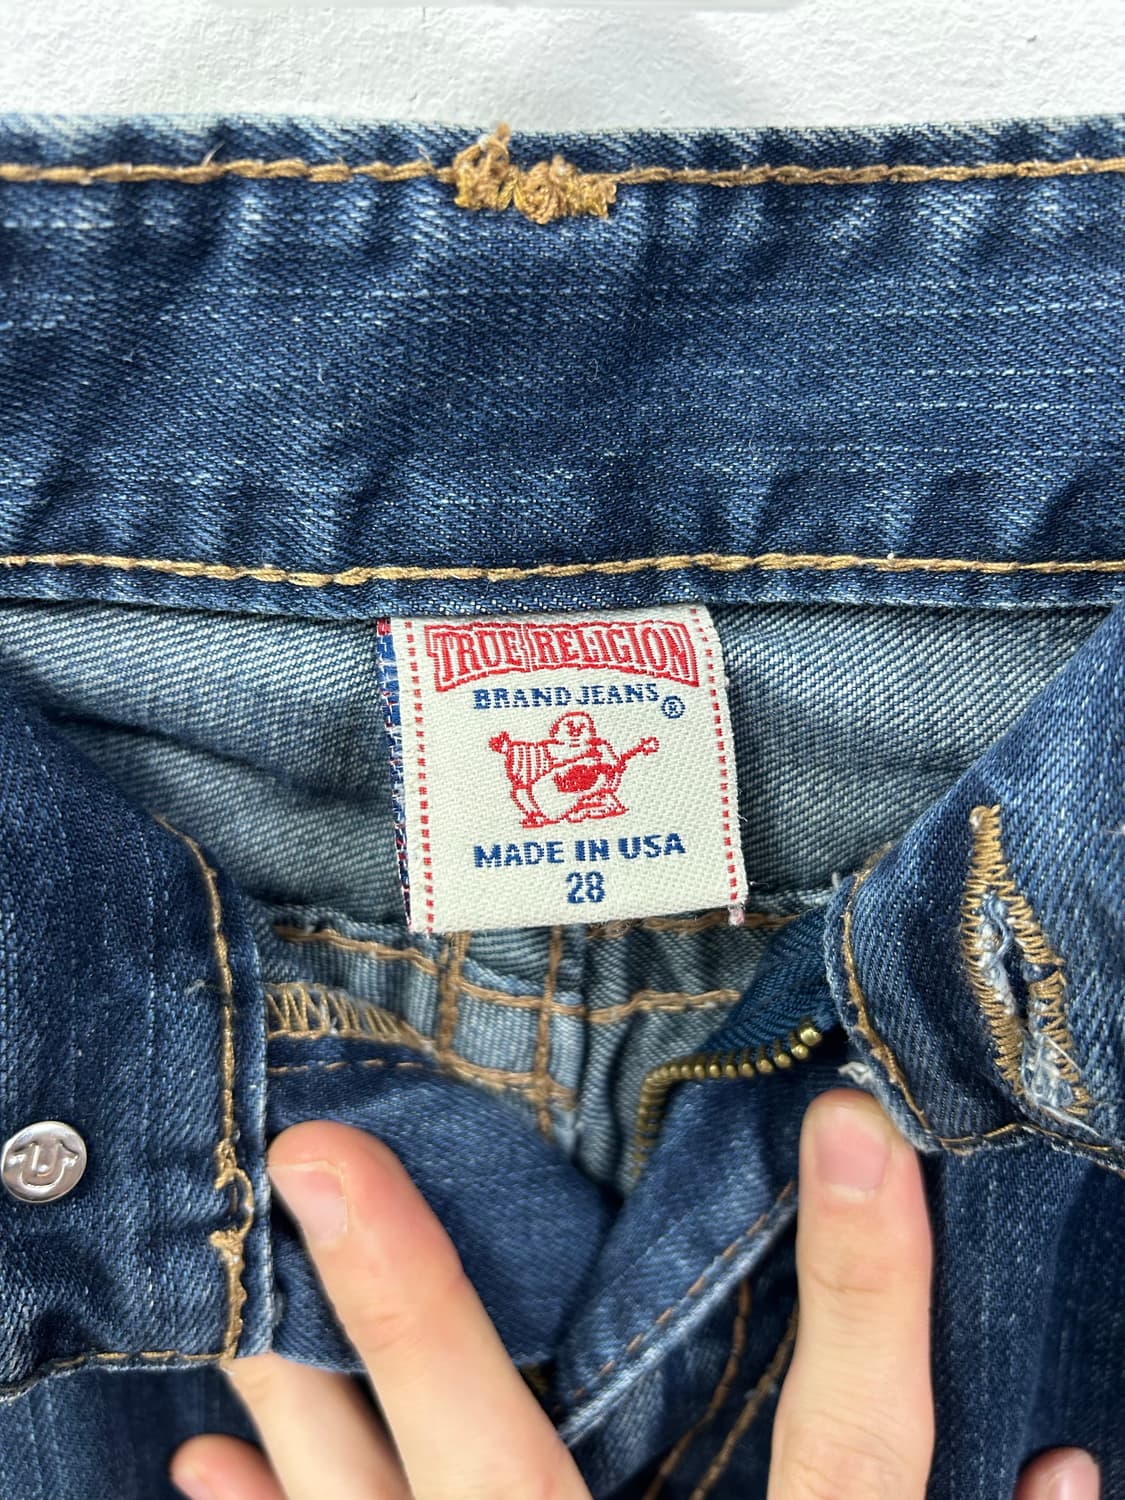 TRUE RELIGION
BRAND JEANS®
MADE IN USA
28